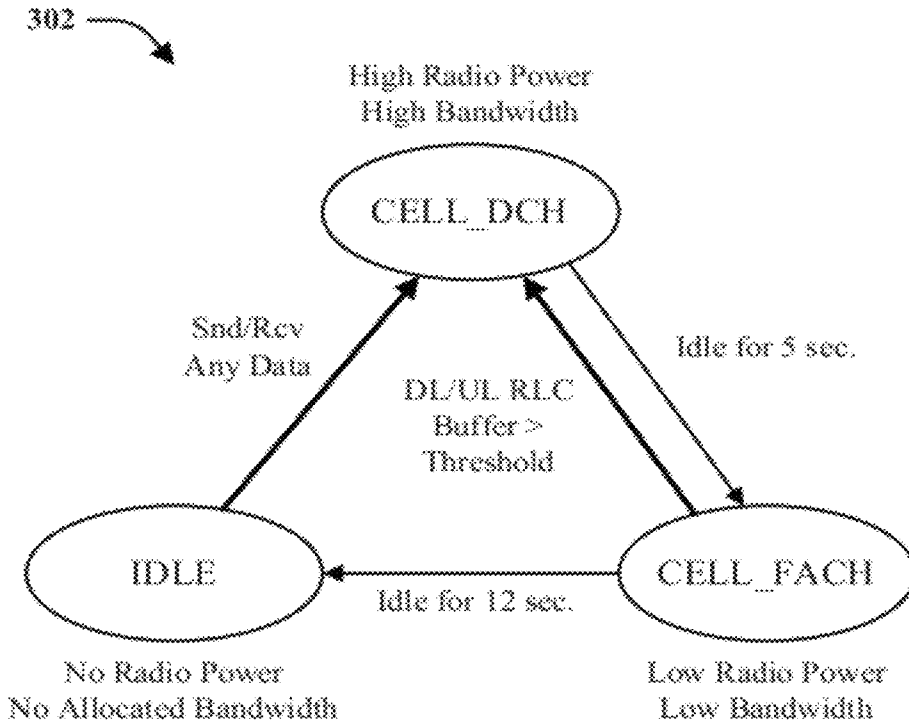 302
High Radio Power
High Bandwidth
CELL_DCH
Snd/Rcv
Any Data
Idle for 5 sec.
DL/UL RLC
Buffer >
Threshold
IDLE
CELL_FACH
Idle for 12 sec.
No Radio Power
No Allocated Bandwidth
Low Radio Power
Low Bandwidth